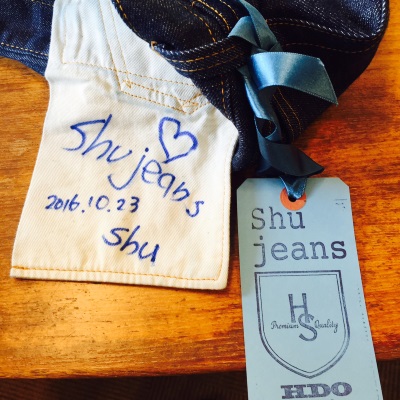 Shu
jeans
2016.10.23
Shu
Shu
jeans
HS
Premium Quality
HDO